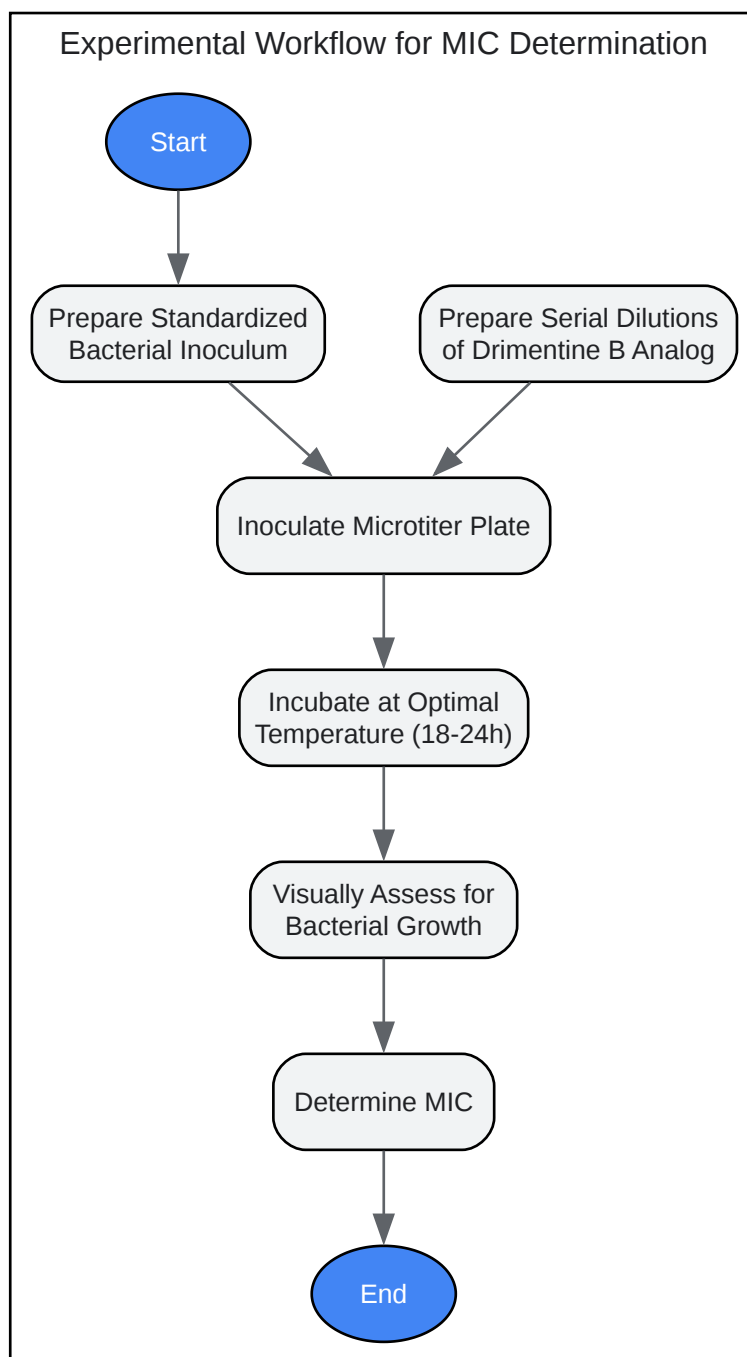 Experimental Workflow for MIC Determination
Start
Prepare Standardized
Bacterial Inoculum
Prepare Serial Dilutions
of Drimentine B Analog
Inoculate Microtiter Plate
Incubate at Optimal
Temperature (18-24h)
Visually Assess for
Bacterial Growth
Determine MIC
End